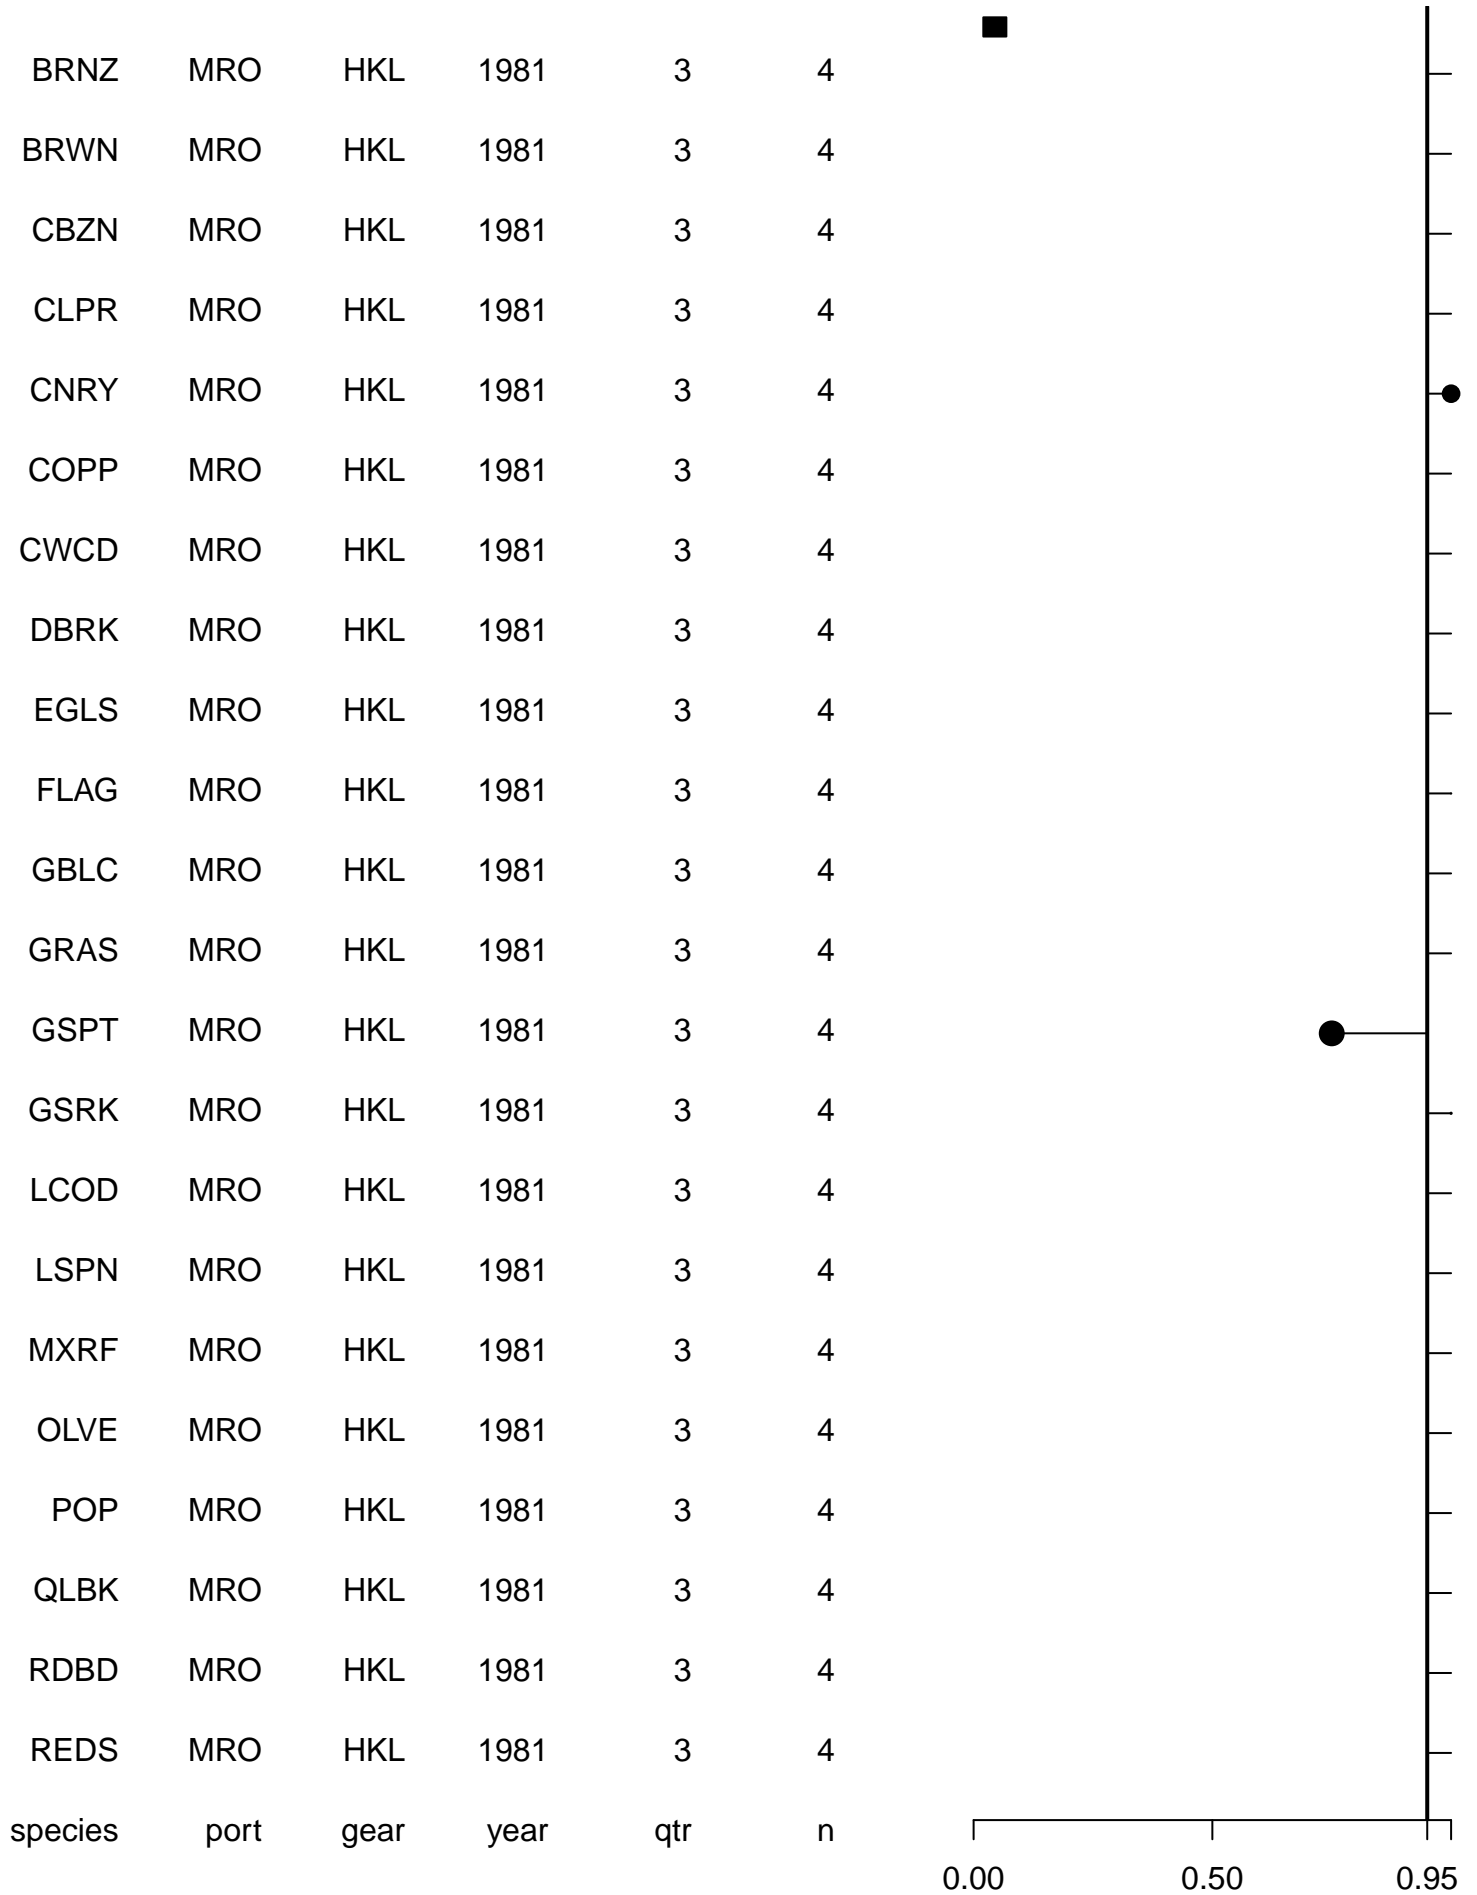 BRNZ MRO HKL 1981 3 4
BRWN MRO HKL 1981 3 4
CBZN MRO HKL 1981 3 4
CLPR MRO HKL 1981 3 4
CNRY MRO HKL 1981 3 4
COPP MRO HKL 1981 3 4
CWCD MRO HKL 1981 3 4
DBRK MRO HKL 1981 3 4
EGLS MRO HKL 1981 3 4
FLAG MRO HKL 1981 3 4
GBLC MRO HKL 1981 3 4
GRAS MRO HKL 1981 3 4
GSPT MRO HKL 1981 3 4
GSRK MRO HKL 1981 3 4
LCOD MRO HKL 1981 3 4
LSPN MRO HKL 1981 3 4
MXRF MRO HKL 1981 3 4
OLVE MRO HKL 1981 3 4
POP MRO HKL 1981 3 4
QLBK MRO HKL 1981 3 4
RDBD MRO HKL 1981 3 4
REDS MRO HKL 1981 3 4
species port gear year qtr n
0.00 0.50 0.95